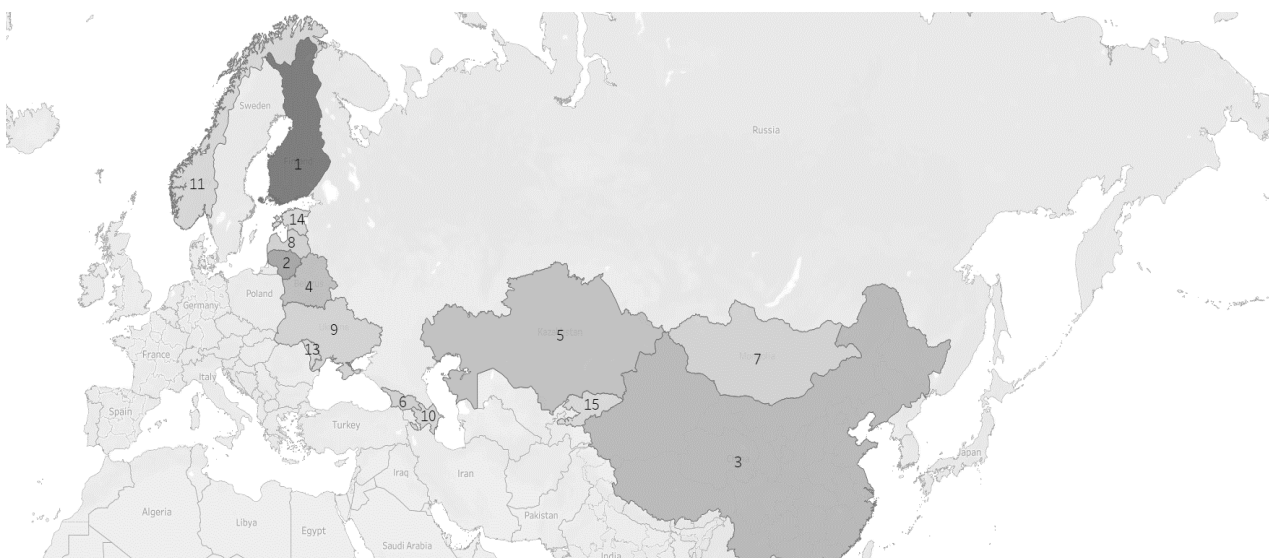 Sweden
Russia
1
11
14
8
2
4
Poland
Germany
9
5
Kazakhstan
France
13
7
Italy
Spain
6
10
15
Turkey
3
Japan
Iraq
Iran
Algeria
Libya
Egypt
Pakistan
Saudi Arabia
India